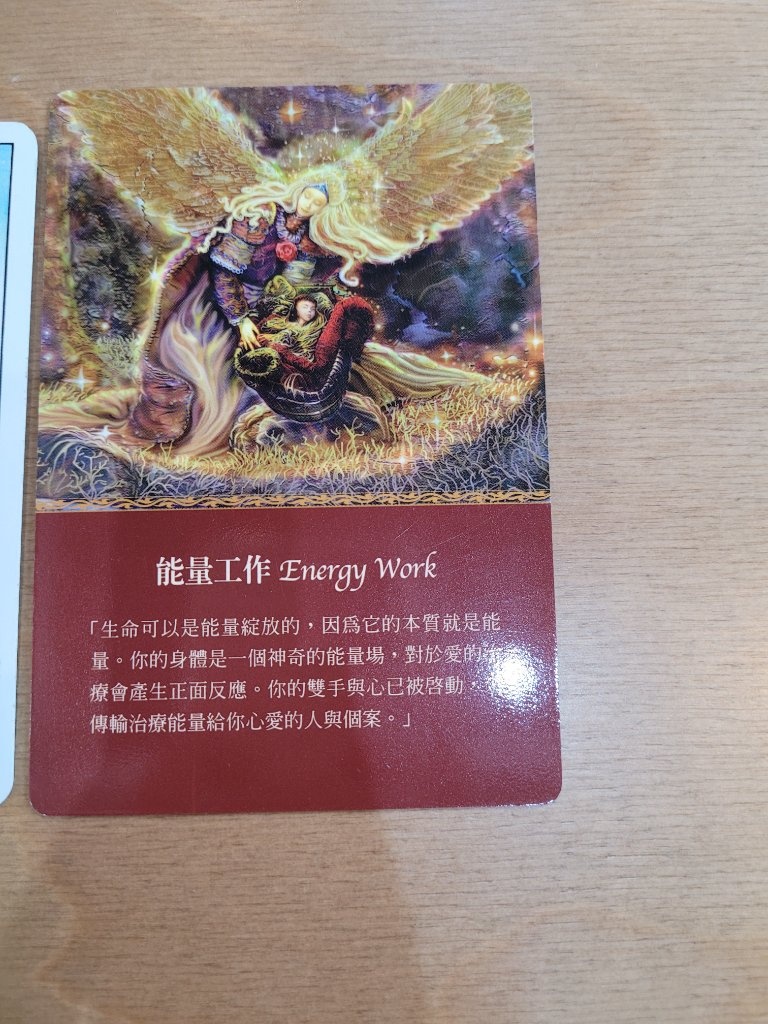 能量工作 Energy Work
「生命可以是能量綻放的，因爲它的本質就是能
量。你的身體是一個神奇的能量場，對於愛的
療會產生正面反應。你的雙手與心已被啓動，
傳輸治療能量給你心愛的人與個案。」